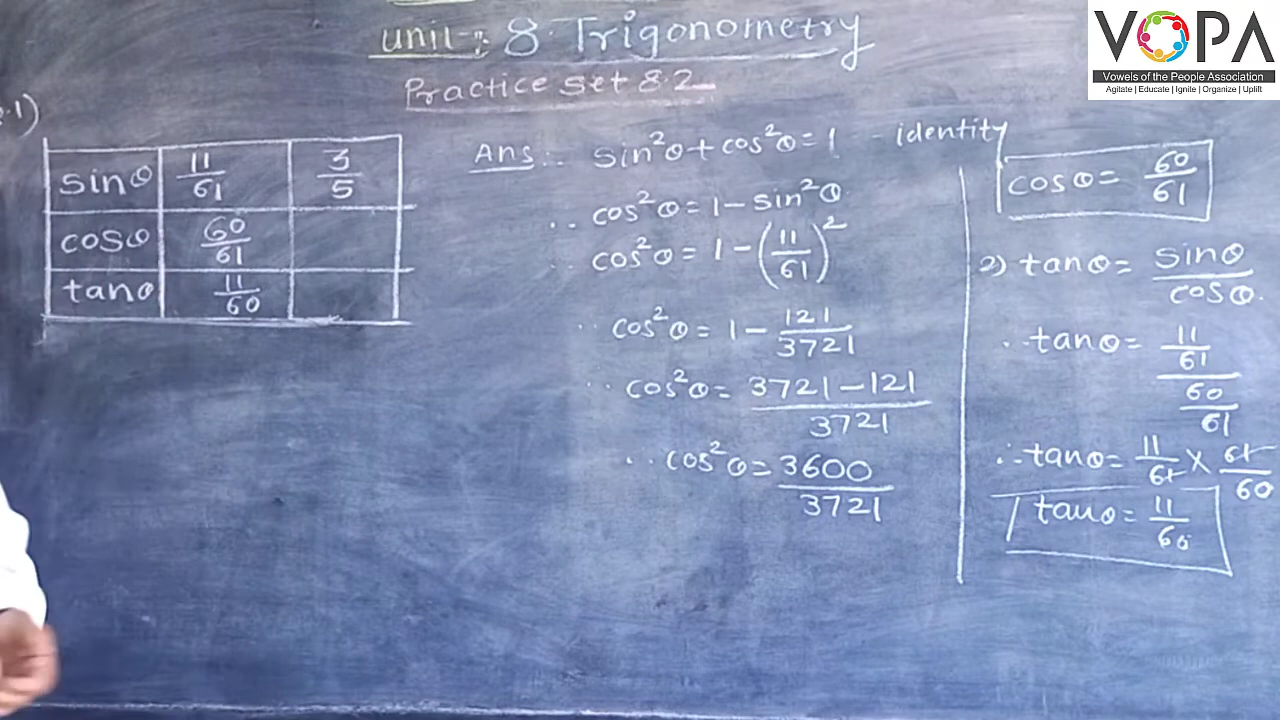 Unit-: 8. Trigonometry
Practice Set 8.2
.1)
sinθ 11/61 3/5
cosθ 60/61
tanθ 11/60
Ans :. sin²θ + cos²θ = 1 -- identity
∴ cos²θ = 1 - sin²θ
∴ cos²θ = 1 - (11/61)²
∴ cos²θ = 1 - 121/3721
∴ cos²θ = 3721 - 121/3721
∴ cos²θ = 3600/3721
cosθ = 60/61
2) tanθ = sinθ/cosθ.
∴ tanθ = 11/61 / 60/61
∴ tanθ = 11/61 × 61/60
tanθ = 11/60
VOPA
Vowels of the People Association
Agitate | Educate | Ignite | Organize | Uplift